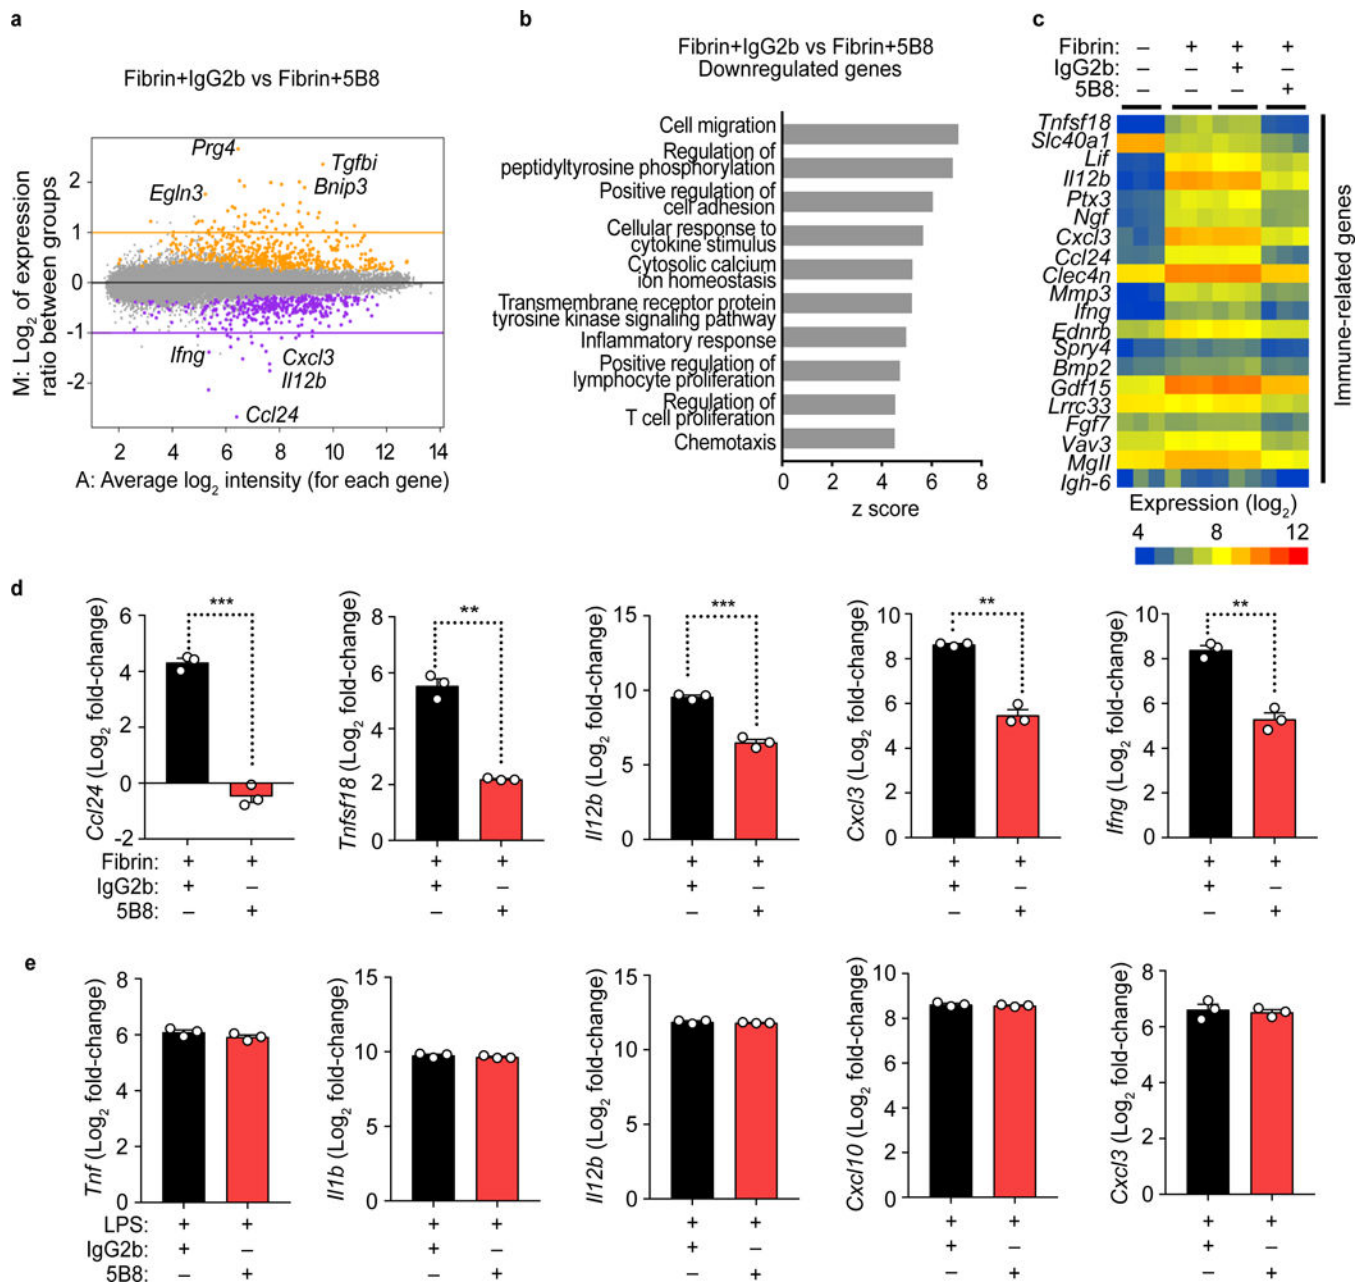 a
Fibrin+IgG2b vs Fibrin+5B8
M: Log2 of expression
ratio between groups
2
1
0
-1
-2
Prg4
Tgfbi
Bnip3
Egln3
Ifng
Cxcl3
Il12b
Ccl24
2 4 6 8 10 12 14
A: Average log2 intensity (for each gene)
b
Fibrin+IgG2b vs Fibrin+5B8
Downregulated genes
Cell migration
Regulation of
peptidyltyrosine phosphorylation
Positive regulation of
cell adhesion
Cellular response to
cytokine stimulus
Cytosolic calcium
ion homeostasis
Transmembrane receptor protein
tyrosine kinase signaling pathway
Inflammatory response
Positive regulation of
lymphocyte proliferation
Regulation of
T cell proliferation
Chemotaxis
0 2 4 6 8
z score
c
Fibrin: – + + +
IgG2b: – – + –
5B8: – – – +
Tnfsf18
Slc40a1
Lif
Il12b
Ptx3
Ngf
Cxcl3
Ccl24
Clec4n
Mmp3
Ifng
Ednrb
Spry4
Bmp2
Gdf15
Lrrc33
Fgf7
Vav3
Mgll
Igh-6
Immune-related genes
Expression (log2)
4 8 12
d
Ccl24 (Log2 fold-change)
6
4
2
0
-2
***
Fibrin: + +
IgG2b: + –
5B8: – +
Tnfsf18 (Log2 fold-change)
8
6
4
2
0
**
+ +
+ –
– +
Il12b (Log2 fold-change)
15
10
5
0
***
+ +
+ –
– +
Cxcl3 (Log2 fold-change)
10
8
6
4
2
0
**
+ +
+ –
– +
Ifng (Log2 fold-change)
10
8
6
4
2
0
**
+ +
+ –
– +
e
Tnf (Log2 fold-change)
8
6
4
2
0
LPS: + +
IgG2b: + –
5B8: – +
Il1b (Log2 fold-change)
15
10
5
0
+ +
+ –
– +
Il12b (Log2 fold-change)
15
10
5
0
+ +
+ –
– +
Cxcl10 (Log2 fold-change)
10
8
6
4
2
0
+ +
+ –
– +
Cxcl3 (Log2 fold-change)
8
6
4
2
0
+ +
+ –
– +